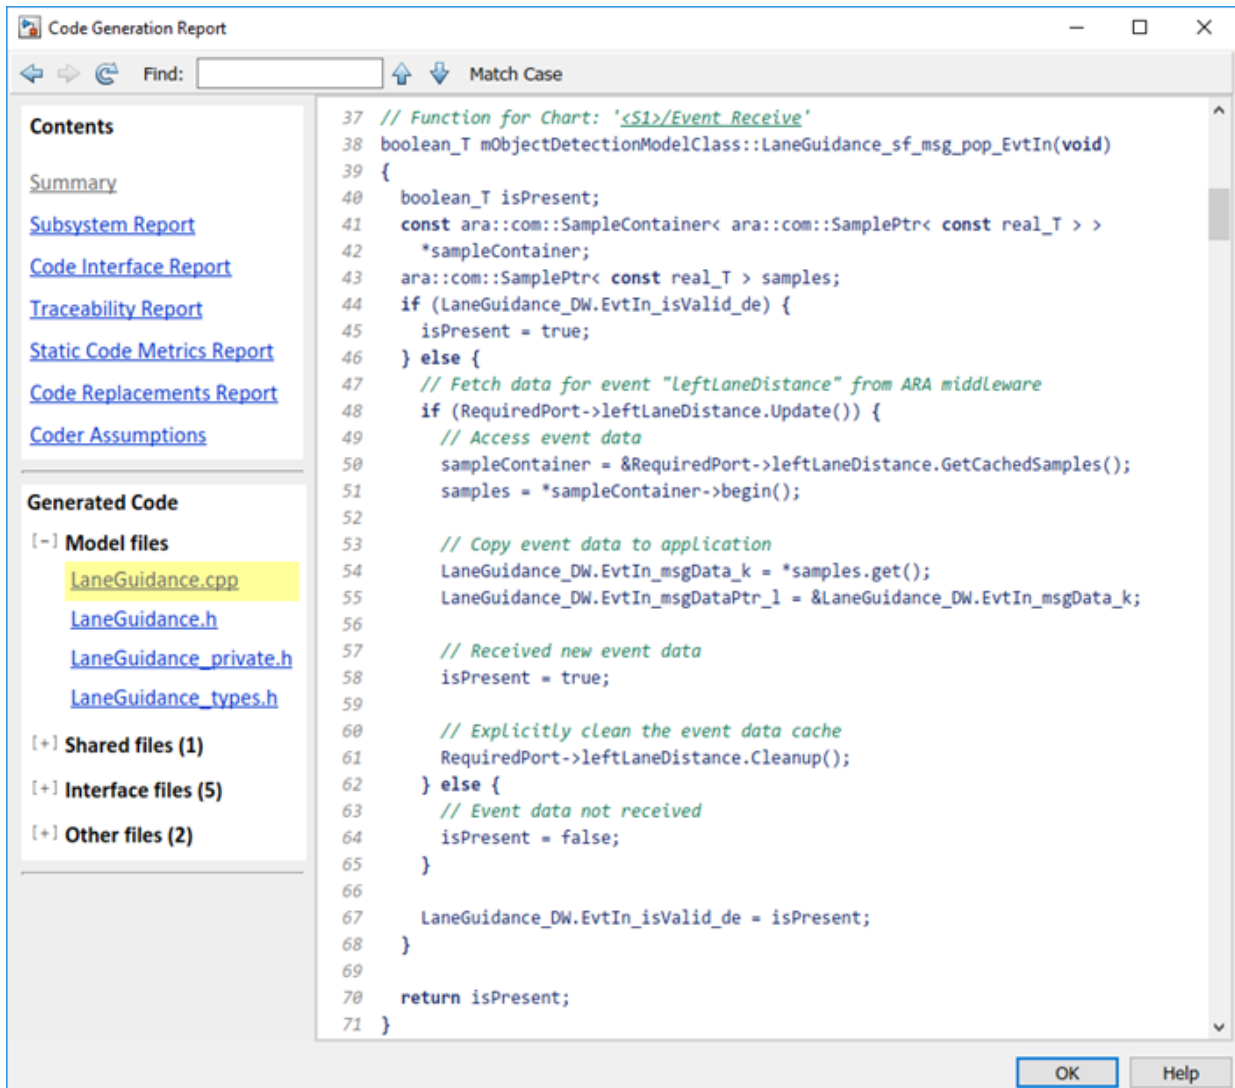 Code Generation Report
Find:
Match Case
Contents
Summary
Subsystem Report
Code Interface Report
Traceability Report
Static Code Metrics Report
Code Replacements Report
Coder Assumptions
Generated Code
[-] Model files
LaneGuidance.cpp
LaneGuidance.h
LaneGuidance_private.h
LaneGuidance_types.h
[+] Shared files (1)
[+] Interface files (5)
[+] Other files (2)
37 // Function for Chart: '<S1>/Event Receive'
38 boolean_T mObjectDetectionModelClass::LaneGuidance_sf_msg_pop_EvtIn(void)
39 {
40   boolean_T isPresent;
41   const ara::com::SampleContainer< ara::com::SamplePtr< const real_T > >
42     *sampleContainer;
43   ara::com::SamplePtr< const real_T > samples;
44   if (LaneGuidance_DW.EvtIn_isValid_de) {
45     isPresent = true;
46   } else {
47     // Fetch data for event "leftLaneDistance" from ARA middleware
48     if (RequiredPort->leftLaneDistance.Update()) {
49       // Access event data
50       sampleContainer = &RequiredPort->leftLaneDistance.GetCachedSamples();
51       samples = *sampleContainer->begin();
52
53       // Copy event data to application
54       LaneGuidance_DW.EvtIn_msgData_k = *samples.get();
55       LaneGuidance_DW.EvtIn_msgDataPtr_l = &LaneGuidance_DW.EvtIn_msgData_k;
56
57       // Received new event data
58       isPresent = true;
59
60       // Explicitly clean the event data cache
61       RequiredPort->leftLaneDistance.Cleanup();
62     } else {
63       // Event data not received
64       isPresent = false;
65     }
66
67     LaneGuidance_DW.EvtIn_isValid_de = isPresent;
68   }
69
70   return isPresent;
71 }
OK
Help